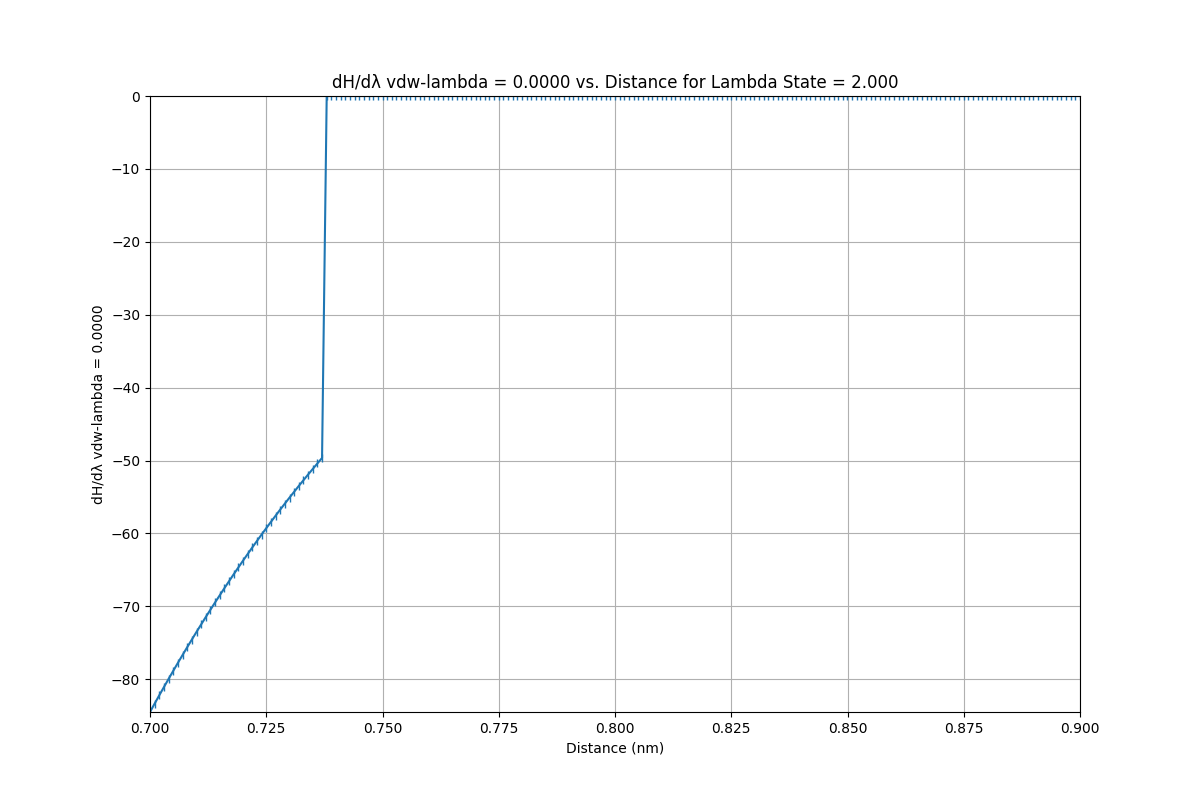 dH/dλ vdw-lambda = 0.0000 vs. Distance for Lambda State = 2.000
dH/dλ vdw-lambda = 0.0000
0
−10
−20
−30
−40
−50
−60
−70
−80
0.700 0.725 0.750 0.775 0.800 0.825 0.850 0.875 0.900
Distance (nm)